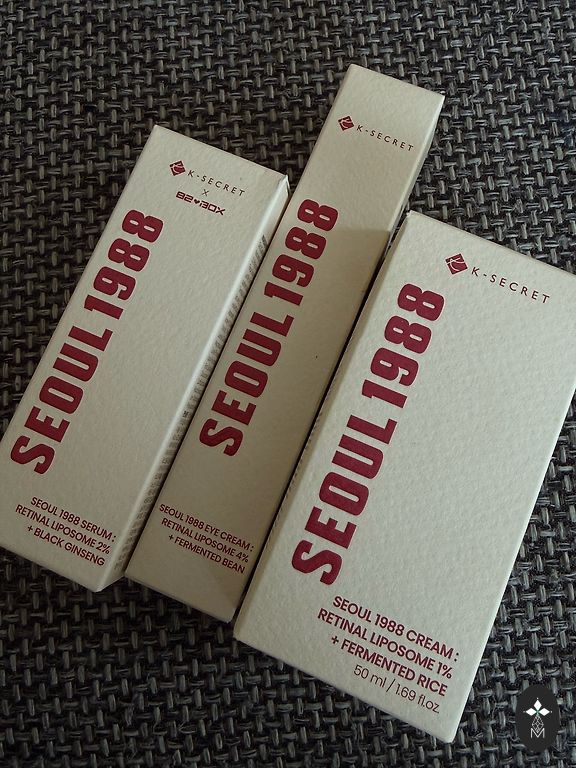 K-SECRET
×
B2♥BOX
SEOUL 1988
SEOUL 1988 SERUM :
RETINAL LIPOSOME 2%
+ BLACK GINSENG
K-SECRET
SEOUL 1988
SEOUL 1988 EYE CREAM :
RETINAL LIPOSOME 4%
+ FERMENTED BEAN
K-SECRET
SEOUL 1988
SEOUL 1988 CREAM :
RETINAL LIPOSOME 1%
+ FERMENTED RICE
50 ml / 1.69 fl.oz.